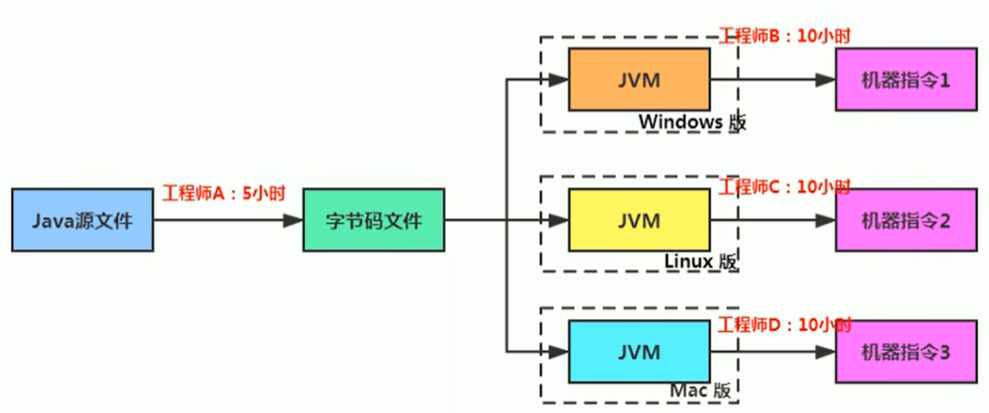 工程师B：10小时
JVM
机器指令1
Windows 版
工程师A：5小时
Java源文件
字节码文件
工程师C：10小时
JVM
机器指令2
Linux 版
工程师D：10小时
JVM
机器指令3
Mac 版